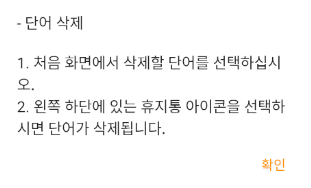 - 단어 삭제
1. 처음 화면에서 삭제할 단어를 선택하십시
오.
2. 왼쪽 하단에 있는 휴지통 아이콘을 선택하
시면 단어가 삭제됩니다.
확인